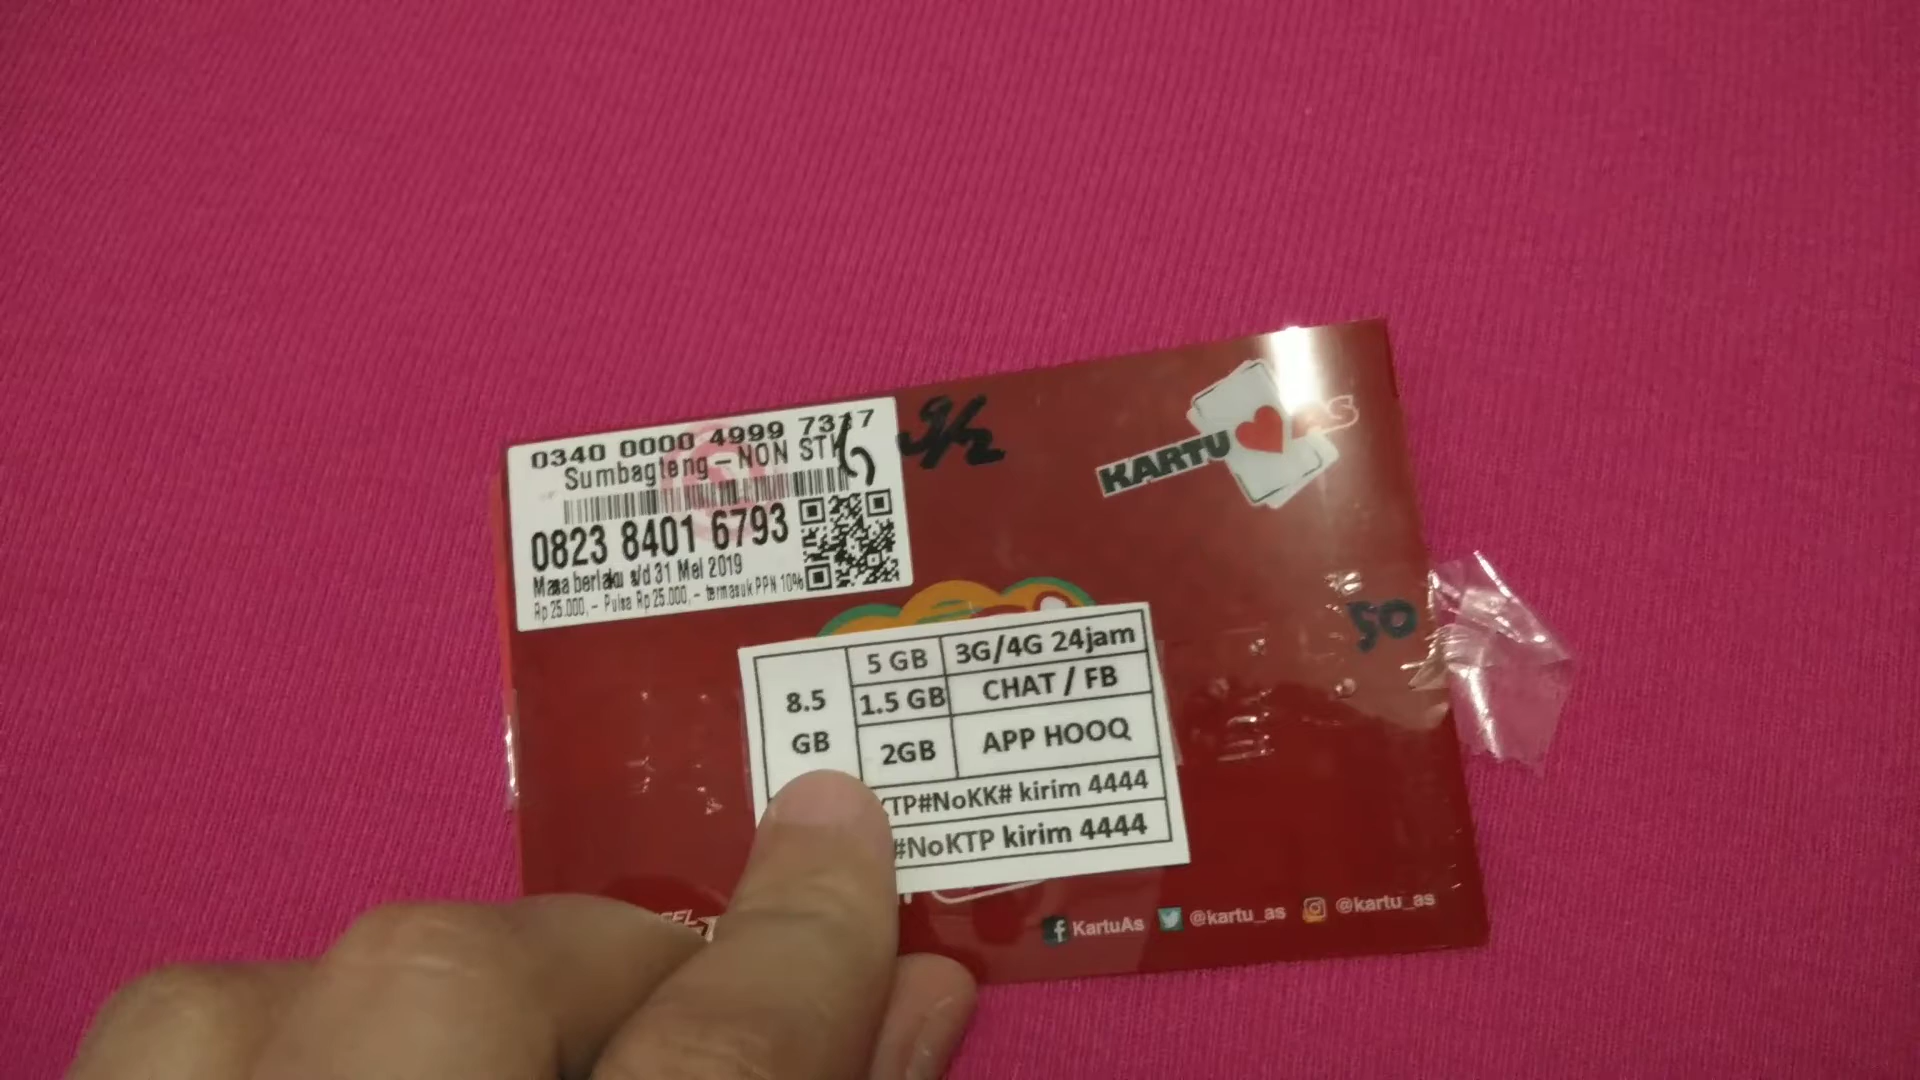 0340 0000 4999 7317
Sumbagteng-NON
0823 8401 6793
Masa berlaku s/d 31 Mei 2019
Rp 25.000,- Pulsa Rp 25.000,- termasuk PPN 10%
9/2
KARTU AS
50
8.5 GB
5 GB 3G/4G 24jam
1.5 GB CHAT / FB
2GB APP HOOQ
KTP#NoKK# kirim 4444
#NoKTP kirim 4444
KartuAs @kartu_as @kartu_as